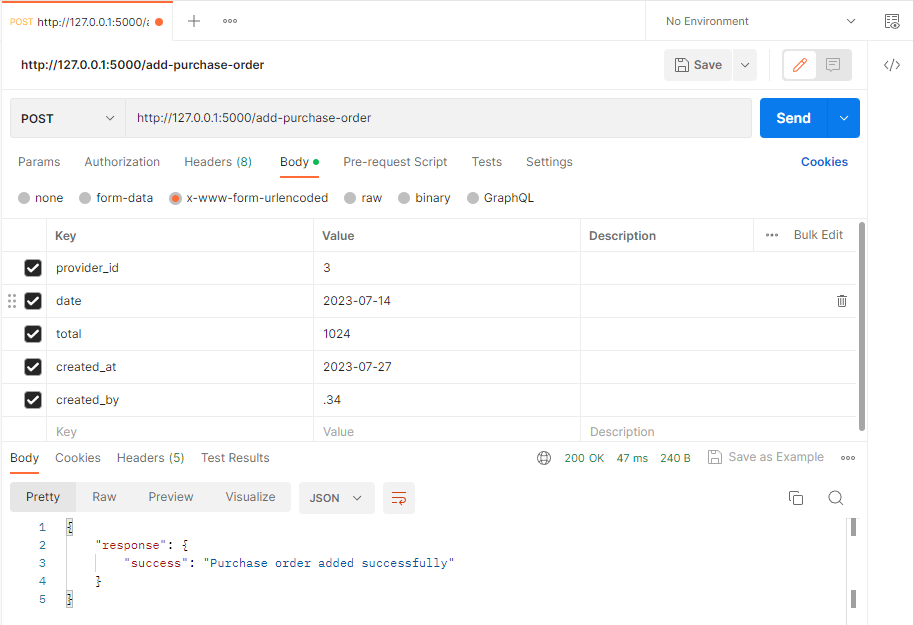 POST http://127.0.0.1:5000/a
No Environment
http://127.0.0.1:5000/add-purchase-order
Save
POST http://127.0.0.1:5000/add-purchase-order
Send
Params Authorization Headers (8) Body Pre-request Script Tests Settings Cookies
none form-data x-www-form-urlencoded raw binary GraphQL
Key Value Description Bulk Edit
provider_id 3
date 2023-07-14
total 1024
created_at 2023-07-27
created_by .34
Key Value Description
Body Cookies Headers (5) Test Results 200 OK 47 ms 240 B Save as Example
Pretty Raw Preview Visualize JSON
1 {
2 "response": {
3 "success": "Purchase order added successfully"
4 }
5 }